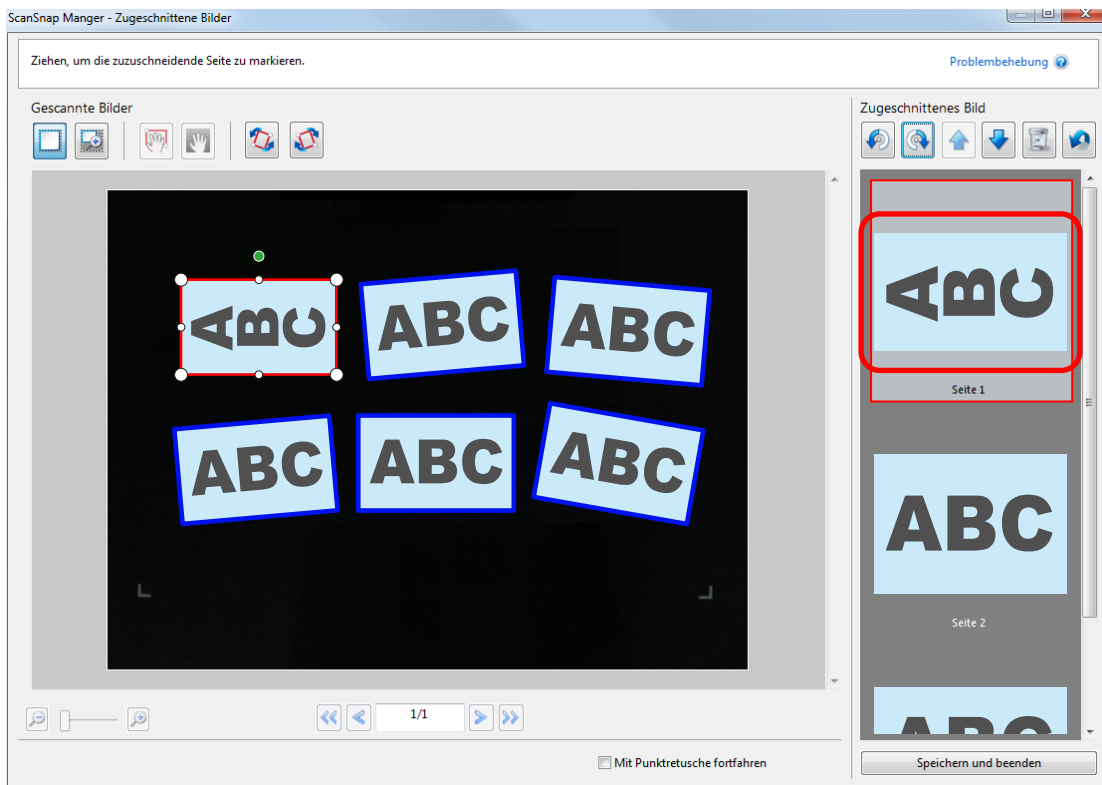 ScanSnap Manger - Zugeschnittene Bilder
Ziehen, um die zuzuschneidende Seite zu markieren.
Problembehebung
Gescannte Bilder
Zugeschnittenes Bild
ABC
ABC
ABC
ABC
ABC
ABC
1/1
Mit Punktretusche fortfahren
ABC
Seite 1
ABC
Seite 2
ABC
Speichern und beenden